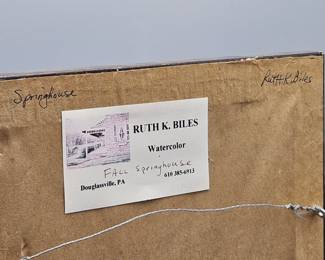 Springhouse
Ruth K. Biles
RUTH K. BILES
Watercolor
FALL Springhouse
Douglassville, PA 610 385-6913